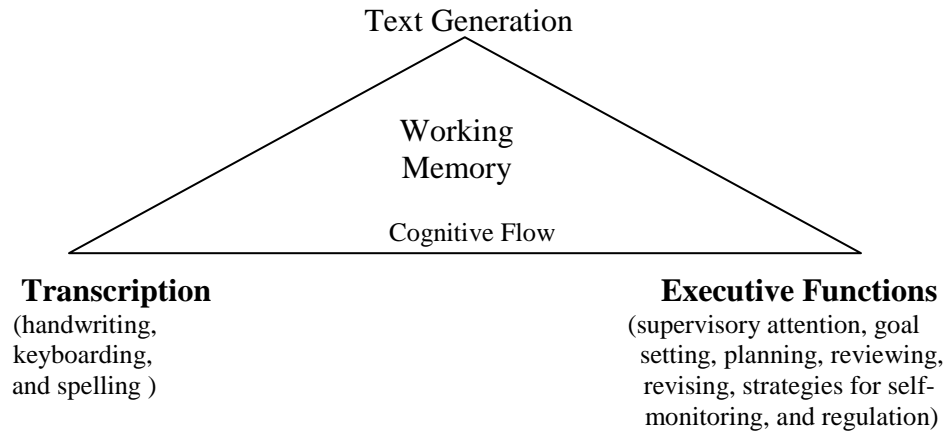 Text Generation
Working
Memory
Cognitive Flow
Transcription
(handwriting,
keyboarding,
and spelling )
Executive Functions
(supervisory attention, goal
setting, planning, reviewing,
revising, strategies for self-
monitoring, and regulation)